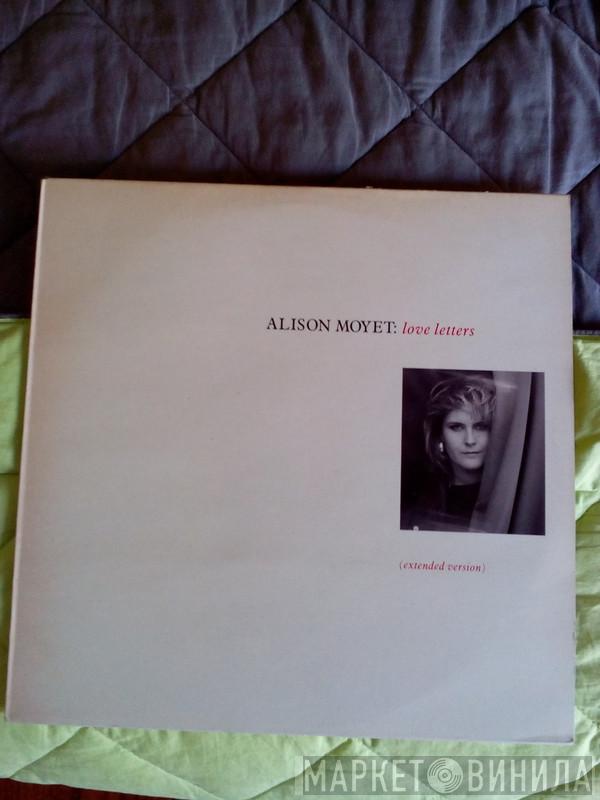 ALISON MOYET: love letters
(extended version)
МАРКЕТ ВИНИЛА